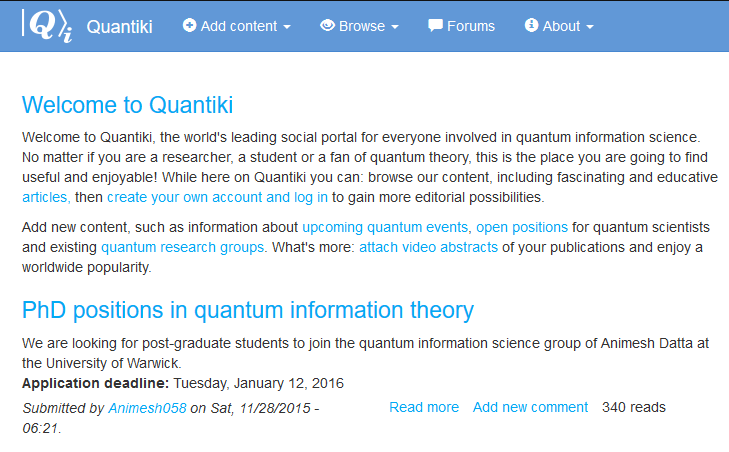 |Q⟩i Quantiki Add content Browse Forums About
Welcome to Quantiki
Welcome to Quantiki, the world's leading social portal for everyone involved in quantum information science.
No matter if you are a researcher, a student or a fan of quantum theory, this is the place you are going to find
useful and enjoyable! While here on Quantiki you can: browse our content, including fascinating and educative
articles, then create your own account and log in to gain more editorial possibilities.
Add new content, such as information about upcoming quantum events, open positions for quantum scientists
and existing quantum research groups. What's more: attach video abstracts of your publications and enjoy a
worldwide popularity.
PhD positions in quantum information theory
We are looking for post-graduate students to join the quantum information science group of Animesh Datta at
the University of Warwick.
Application deadline: Tuesday, January 12, 2016
Submitted by Animesh058 on Sat, 11/28/2015 -
06:21.
Read more Add new comment 340 reads